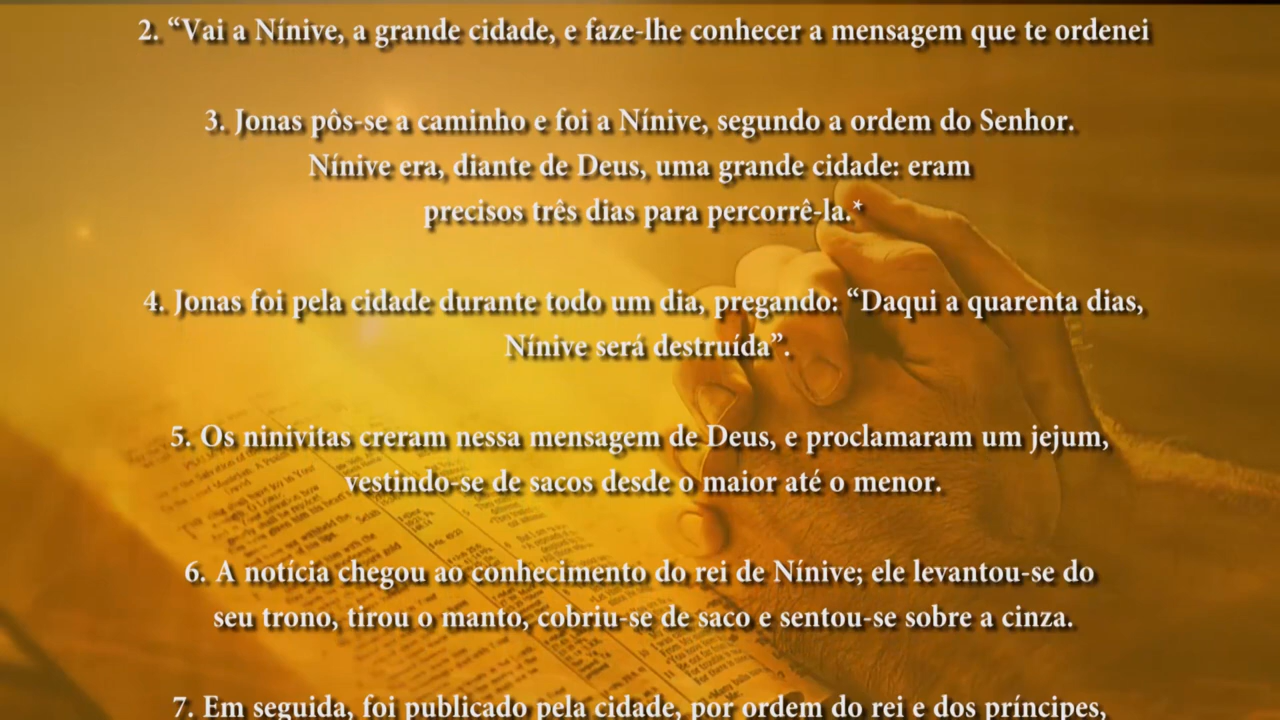 2. “Vai a Nínive, a grande cidade, e faze-lhe conhecer a mensagem que te ordenei
3. Jonas pôs-se a caminho e foi a Nínive, segundo a ordem do Senhor.
Nínive era, diante de Deus, uma grande cidade: eram
precisos três dias para percorrê-la.*
4. Jonas foi pela cidade durante todo um dia, pregando: “Daqui a quarenta dias,
Nínive será destruída”.
5. Os ninivitas creram nessa mensagem de Deus, e proclamaram um jejum,
vestindo-se de sacos desde o maior até o menor.
6. A notícia chegou ao conhecimento do rei de Nínive; ele levantou-se do
seu trono, tirou o manto, cobriu-se de saco e sentou-se sobre a cinza.
7. Em seguida, foi publicado pela cidade, por ordem do rei e dos príncipes,